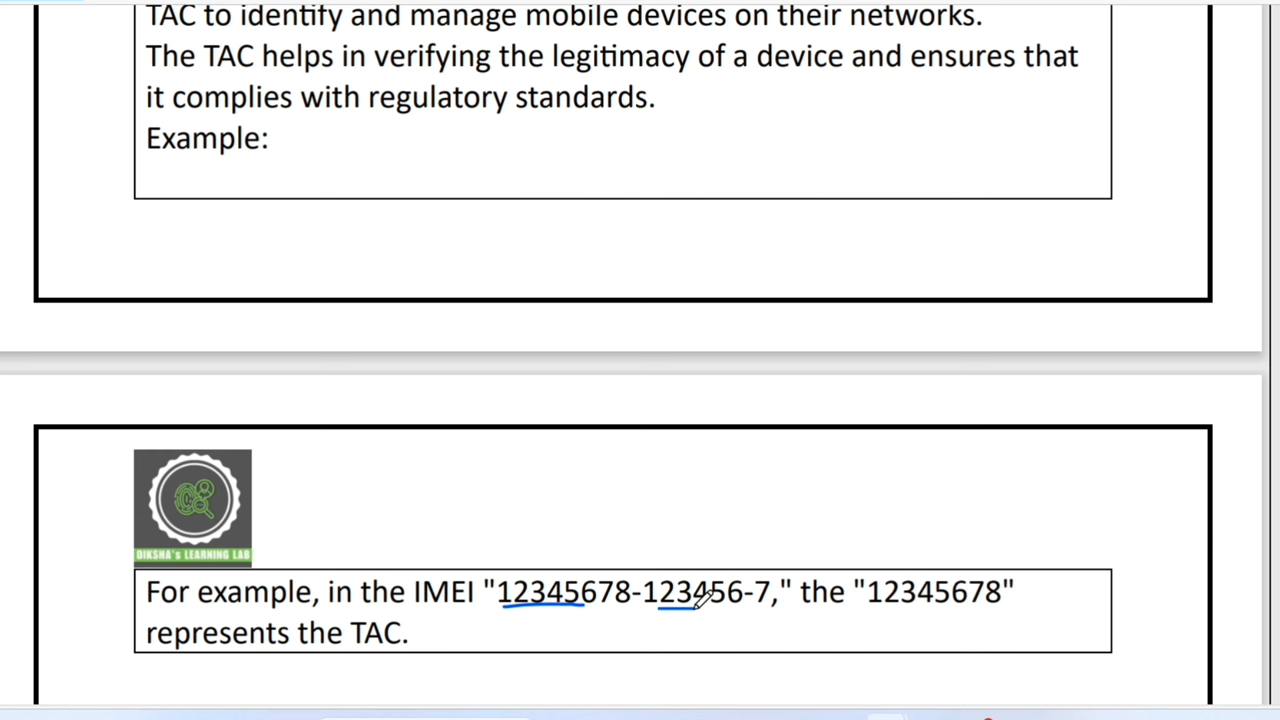 TAC to identify and manage mobile devices on their networks.
The TAC helps in verifying the legitimacy of a device and ensures that
it complies with regulatory standards.
Example:
DIKSHA's LEARNING LAB
For example, in the IMEI "12345678-123456-7," the "12345678"
represents the TAC.